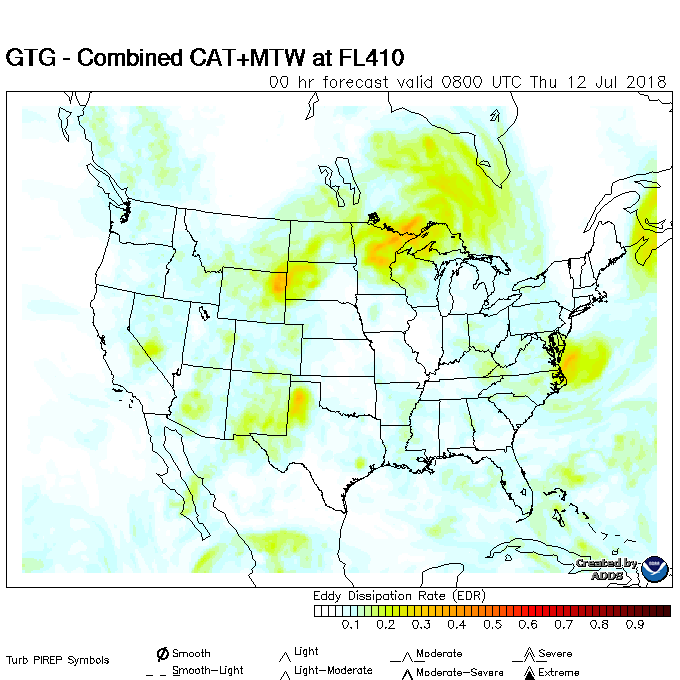 GTG - Combined CAT+MTW at FL410
00 hr forecast valid 0800 UTC Thu 12 Jul 2018
Created by
ADDS
Eddy Dissipation Rate (EDR)
0.1 0.2 0.3 0.4 0.5 0.6 0.7 0.8 0.9
Turb PIREP Symbols
Smooth Light Moderate Severe
Smooth-Light Light-Moderate Moderate-Severe Extreme